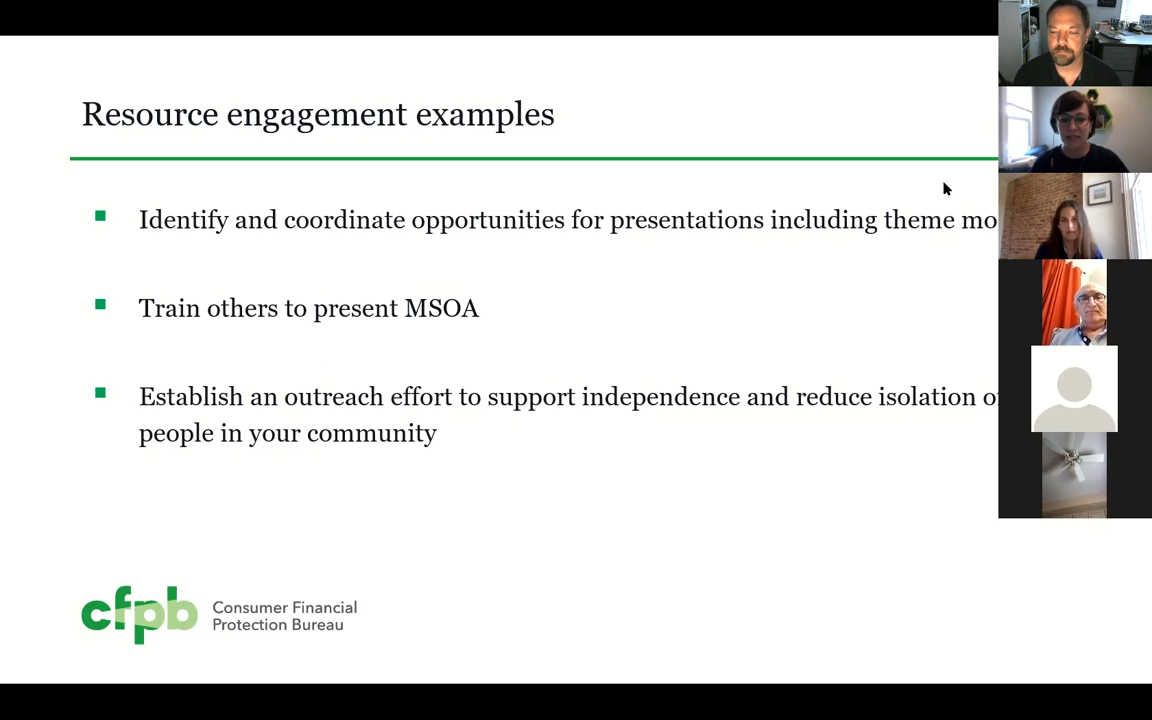 Resource engagement examples
Identify and coordinate opportunities for presentations including theme
Train others to present MSOA
Establish an outreach effort to support independence and reduce isolation
people in your community
cfpb
Consumer Financial
Protection Bureau